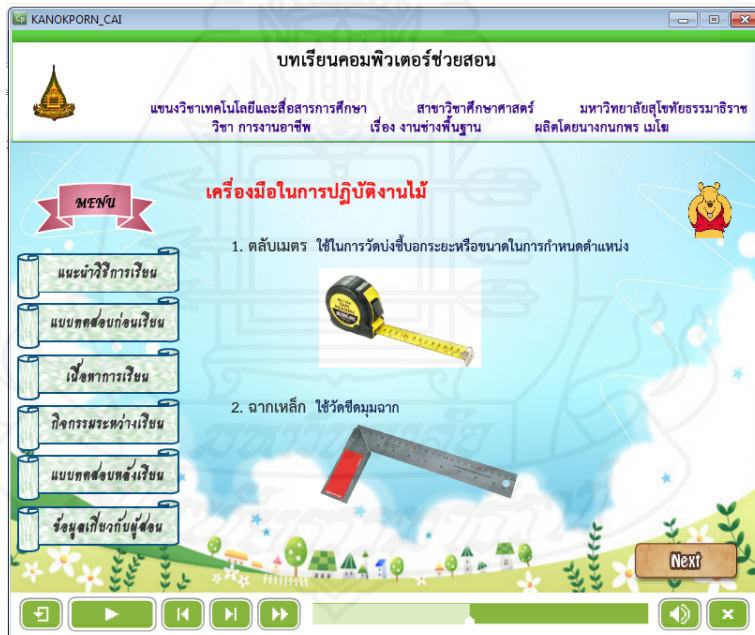 KANOKPORN_CAI
บทเรียนคอมพิวเตอร์ช่วยสอน
แขนงวิชาเทคโนโลยีและสื่อสารการศึกษา สาขาวิชาศึกษาศาสตร์ มหาวิทยาลัยสุโขทัยธรรมาธิราช
วิชา การงานอาชีพ เรื่อง งานช่างพื้นฐาน ผลิตโดยนางกนกพร เมโฆ
MENU
เครื่องมือในการปฏิบัติงานไม้
1. ตลับเมตร ใช้ในการวัดบ่งชี้บอกระยะหรือขนาดในการกำหนดตำแหน่ง
แนะนำวิธีการเรียน
แบบทดสอบก่อนเรียน
เนื้อหาการเรียน
2. ฉากเหล็ก ใช้วัดขีดมุมฉาก
กิจกรรมระหว่างเรียน
แบบทดสอบหลังเรียน
ข้อมูลเกี่ยวกับผู้สอน
Next